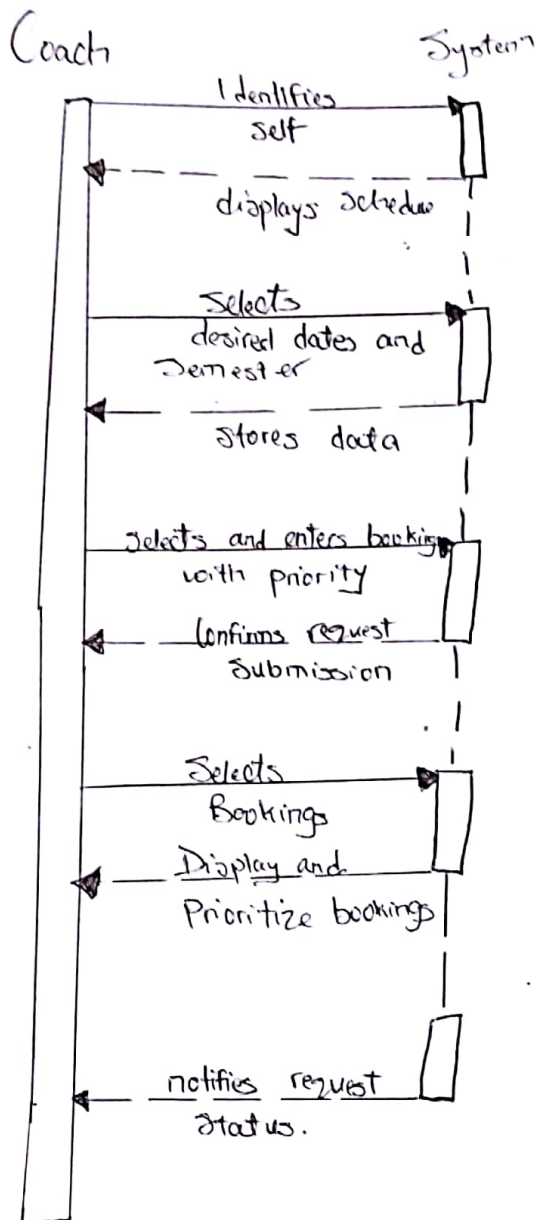 Coach
System
Identifies
self
displays schedule
Selects
desired dates and
Semester
stores data
selects and enters booking
with priority
Confirms request
Submission
Selects
Bookings
Display and
Prioritize bookings
notifies request
Status.